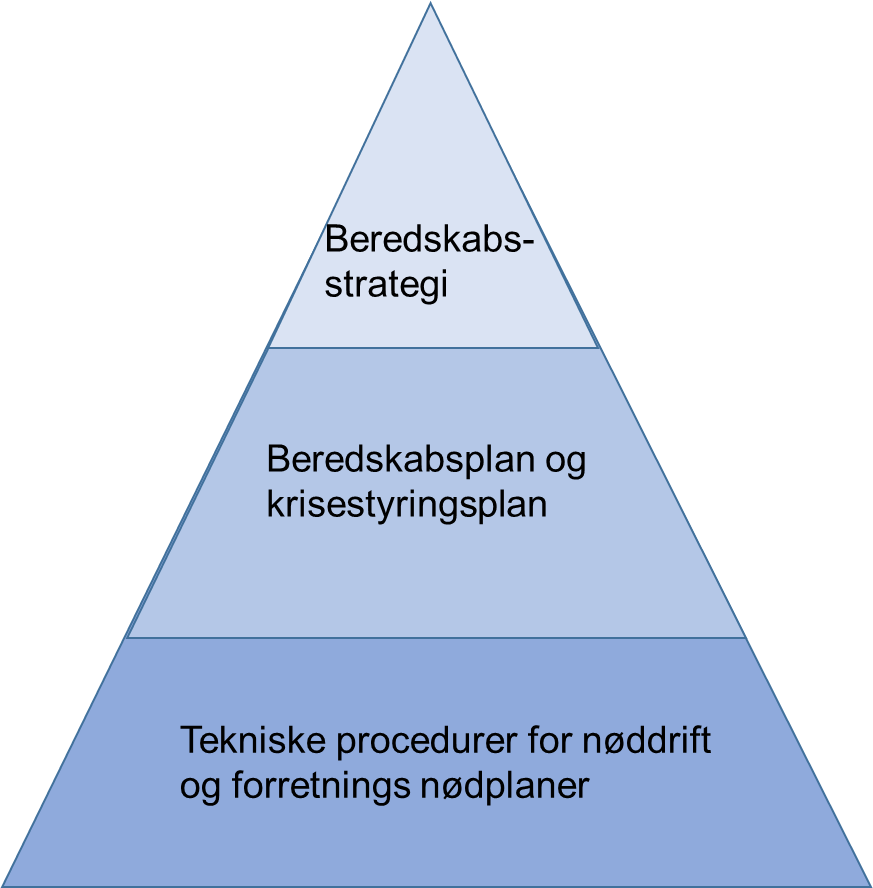 Beredskabs-
strategi
Beredskabsplan og
krisestyringsplan
Tekniske procedurer for nøddrift
og forretnings nødplaner